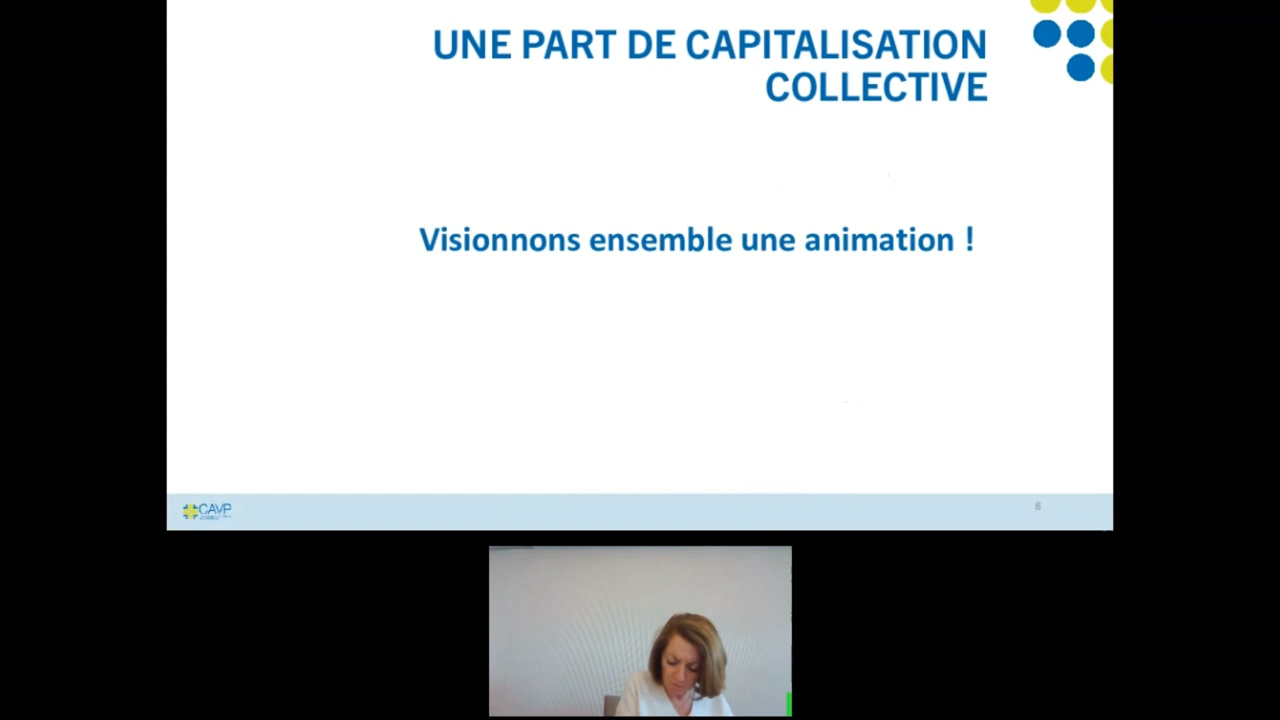 UNE PART DE CAPITALISATION
COLLECTIVE
Visionnons ensemble une animation !
CAVP
8